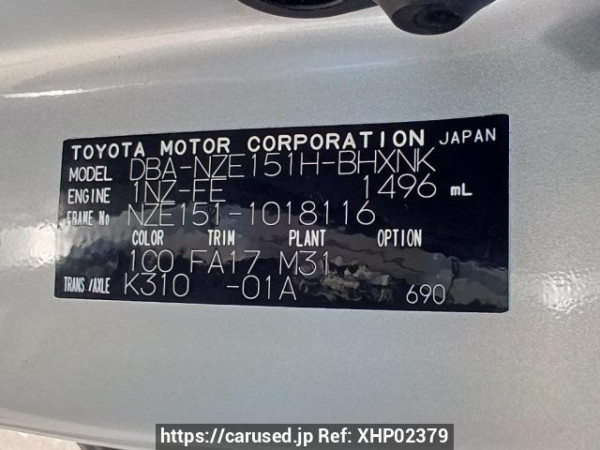 TOYOTA MOTOR CORPORATION JAPAN
MODEL DBA-NZE151H-BHXNK
ENGINE 1NZ-FE 1496 mL
FRAME No NZE151-1018116
COLOR TRIM PLANT OPTION
1C0 FA17 M31
TRANS./AXLE K310 -01A 690
https://carused.jp Ref: XHP02379